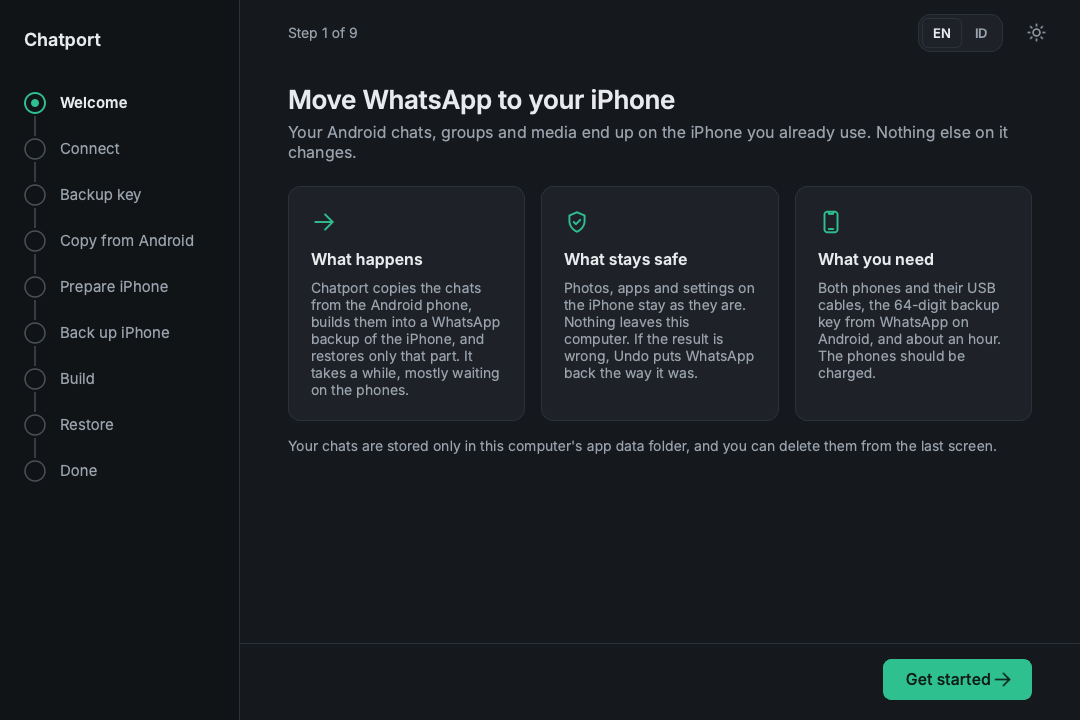 Chatport
Welcome
Connect
Backup key
Copy from Android
Prepare iPhone
Back up iPhone
Build
Restore
Done
Step 1 of 9
EN
ID
Move WhatsApp to your iPhone
Your Android chats, groups and media end up on the iPhone you already use. Nothing else on it
changes.
What happens
Chatport copies the chats
from the Android phone,
builds them into a WhatsApp
backup of the iPhone, and
restores only that part. It
takes a while, mostly waiting
on the phones.
What stays safe
Photos, apps and settings on
the iPhone stay as they are.
Nothing leaves this
computer. If the result is
wrong, Undo puts WhatsApp
back the way it was.
What you need
Both phones and their USB
cables, the 64-digit backup
key from WhatsApp on
Android, and about an hour.
The phones should be
charged.
Your chats are stored only in this computer's app data folder, and you can delete them from the last screen.
Get started